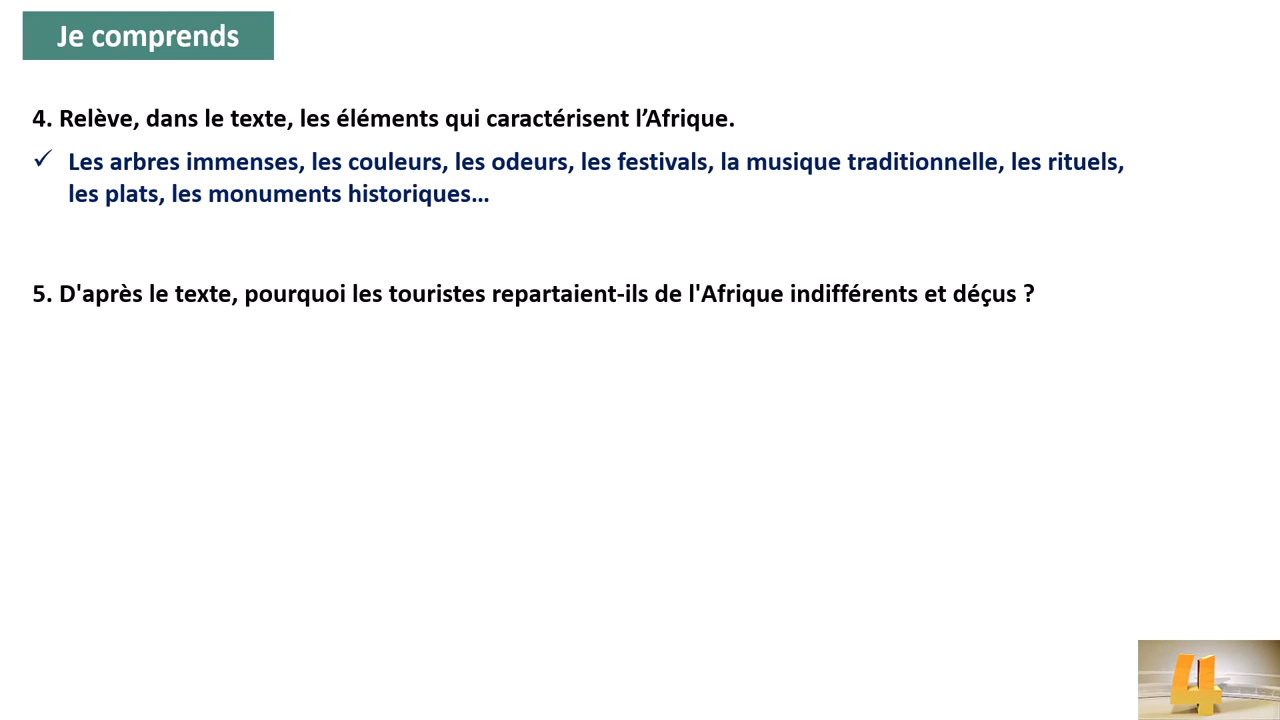 Je comprends
4. Relève, dans le texte, les éléments qui caractérisent l’Afrique.
✓ Les arbres immenses, les couleurs, les odeurs, les festivals, la musique traditionnelle, les rituels,
les plats, les monuments historiques…
5. D'après le texte, pourquoi les touristes repartaient-ils de l'Afrique indifférents et déçus ?
4